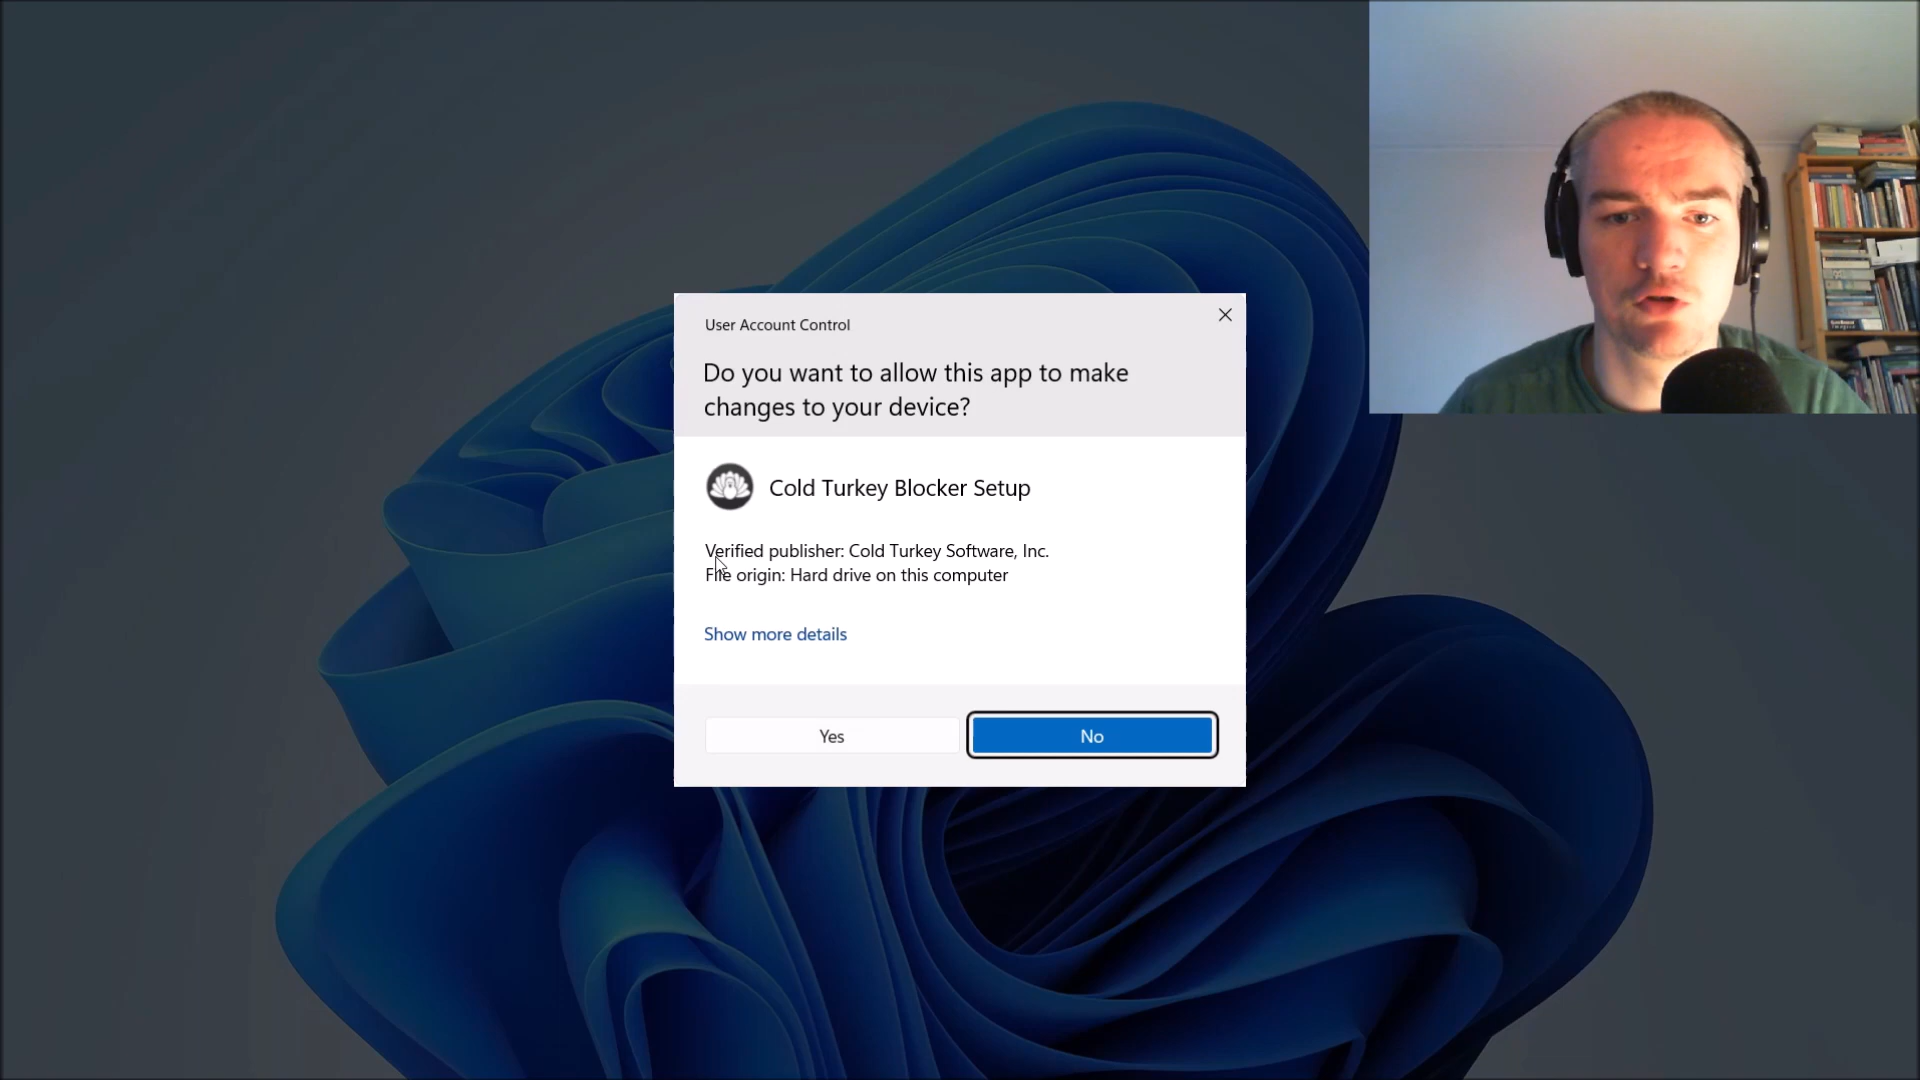 User Account Control
Do you want to allow this app to make
changes to your device?
Cold Turkey Blocker Setup
Verified publisher: Cold Turkey Software, Inc.
File origin: Hard drive on this computer
Show more details
Yes
No